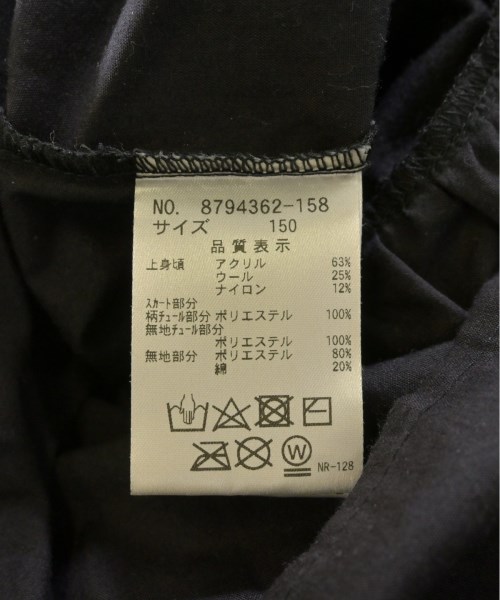 NO. 8794362-158
サイズ 150
品質表示
上身頃 アクリル 63%
ウール 25%
ナイロン 12%
スカート部分
柄チュール部分 ポリエステル 100%
無地チュール部分
ポリエステル 100%
無地部分 ポリエステル 80%
綿 20%
W
NR-128